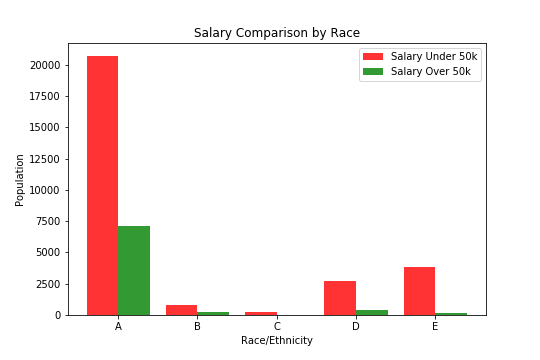 Salary Comparison by Race
Salary Under 50k
Salary Over 50k
20000
17500
15000
12500
10000
7500
5000
2500
0
Population
A B C D E
Race/Ethnicity